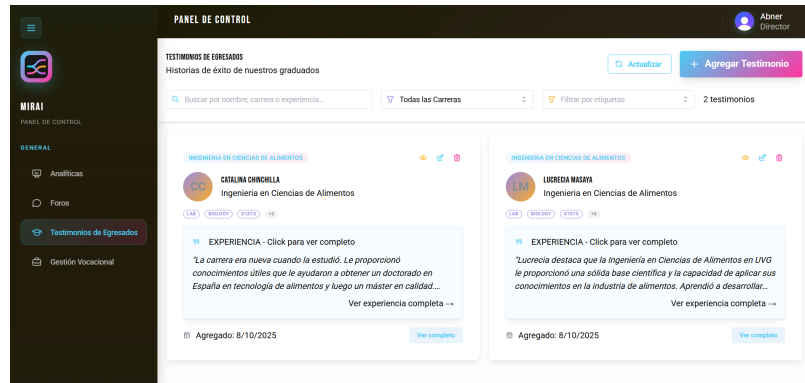 PANEL DE CONTROL
Abner
Director
MIRAI
PANEL DE CONTROL
GENERAL
Analíticas
Foros
Testimonios de Egresados
Gestión Vocacional
TESTIMONIOS DE EGRESADOS
Historias de éxito de nuestros graduados
Actualizar
+ Agregar Testimonio
Buscar por nombre, carrera o experiencia...
Todas las Carreras
Filtrar por etiquetas
2 testimonios
INGENIERIA EN CIENCIAS DE ALIMENTOS
CC
CATALINA CHINCHILLA
Ingenieria en Ciencias de Alimentos
LAB BIOLOGY STATS +5
EXPERIENCIA - Click para ver completo
"La carrera era nueva cuando la estudió. Le proporcionó
conocimientos útiles que le ayudaron a obtener un doctorado en
España en tecnología de alimentos y luego un máster en calidad....
Ver experiencia completa →
Agregado: 8/10/2025
Ver completo
INGENIERIA EN CIENCIAS DE ALIMENTOS
LM
LUCRECIA MASAYA
Ingenieria en Ciencias de Alimentos
LAB BIOLOGY STATS +5
EXPERIENCIA - Click para ver completo
"Lucrecia destaca que la Ingeniería en Ciencias de Alimentos en UVG
le proporcionó una sólida base científica y la capacidad de aplicar sus
conocimientos en la industria de alimentos. Aprendió a desarrollar...
Ver experiencia completa →
Agregado: 8/10/2025
Ver completo